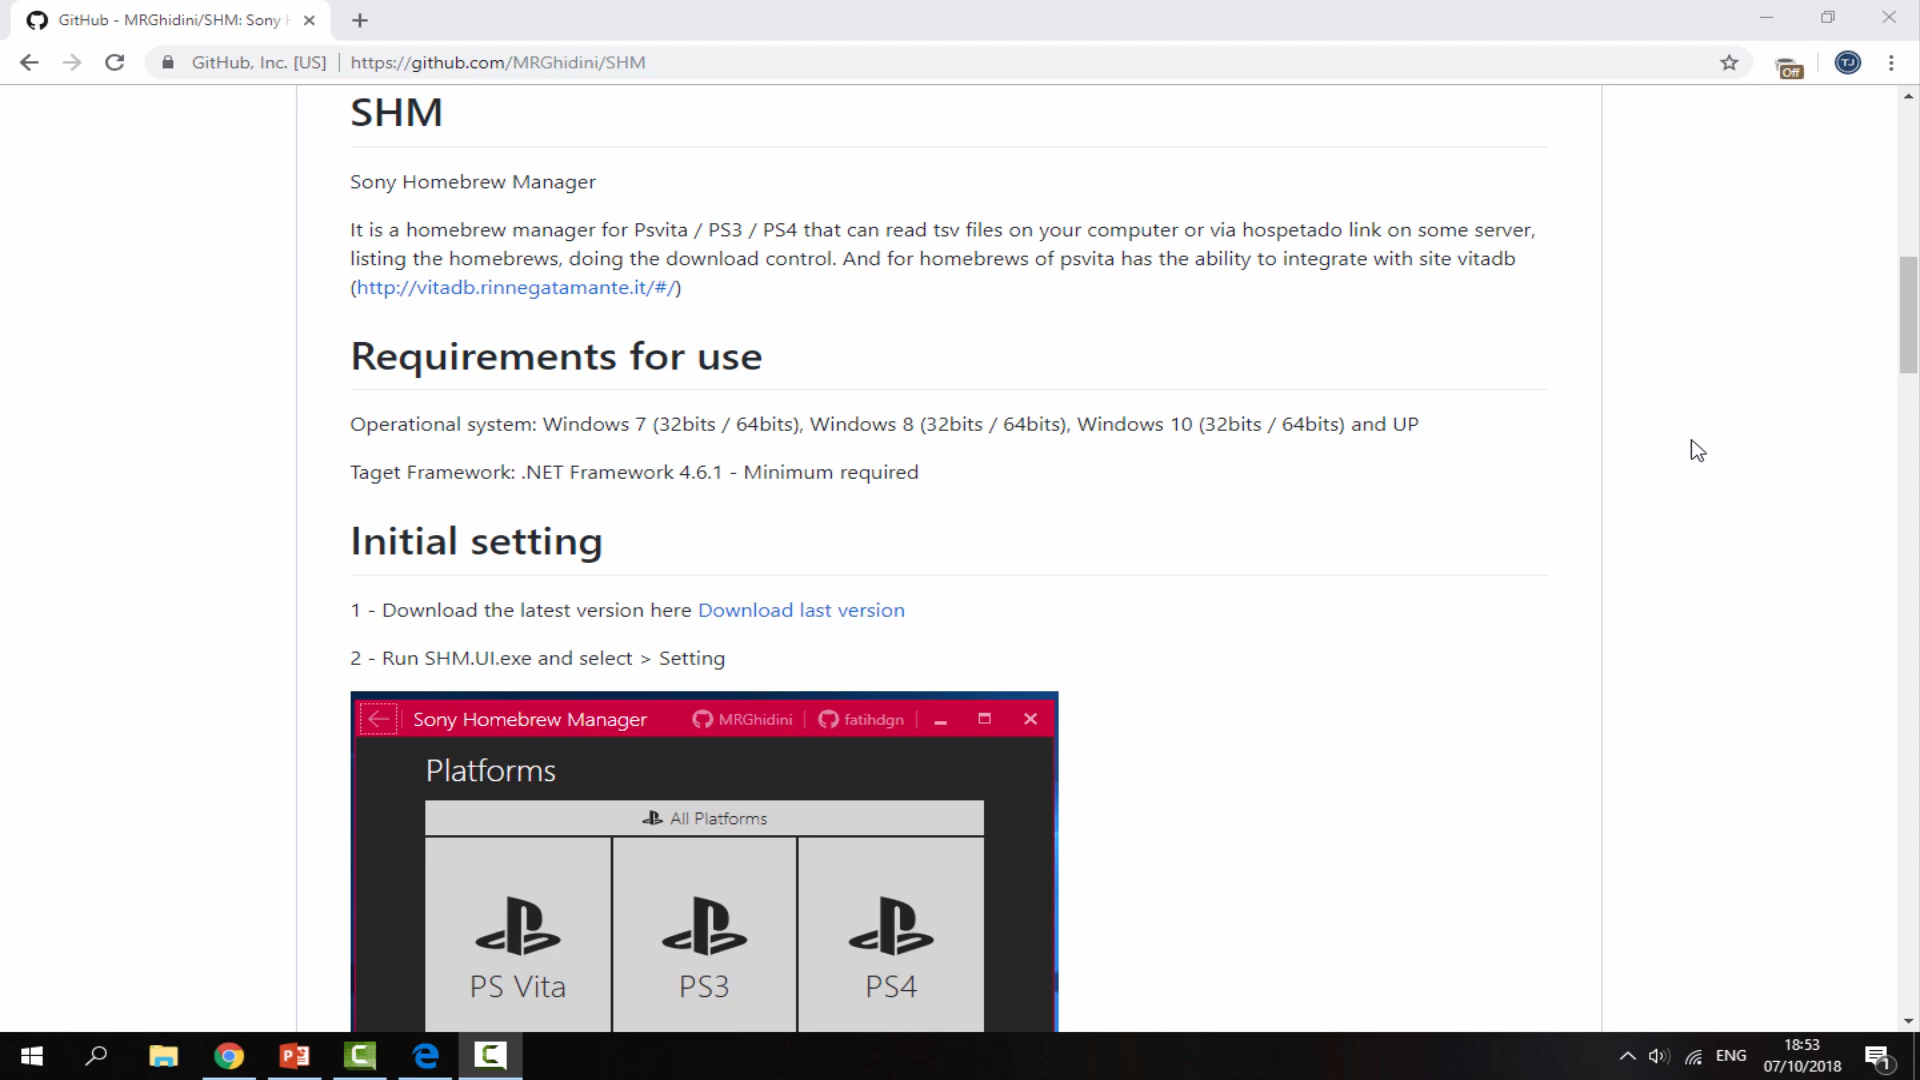 GitHub - MRGhidini/SHM: Sony
GitHub, Inc. [US] | https://github.com/MRGhidini/SHM
Off
TJ
SHM
Sony Homebrew Manager
It is a homebrew manager for Psvita / PS3 / PS4 that can read tsv files on your computer or via hospetado link on some server,
listing the homebrews, doing the download control. And for homebrews of psvita has the ability to integrate with site vitadb
(http://vitadb.rinnegatamante.it/#/)
Requirements for use
Operational system: Windows 7 (32bits / 64bits), Windows 8 (32bits / 64bits), Windows 10 (32bits / 64bits) and UP
Taget Framework: .NET Framework 4.6.1 - Minimum required
Initial setting
1 - Download the latest version here Download last version
2 - Run SHM.UI.exe and select > Setting
Sony Homebrew Manager MRGhidini fatihdgn
Platforms
All Platforms
PS Vita PS3 PS4
ENG
18:53
07/10/2018
1